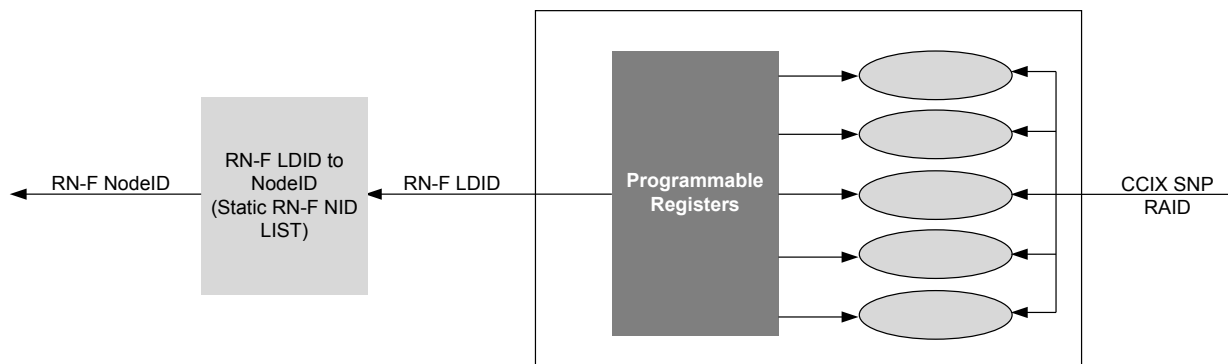 RN-F NodeID
RN-F LDID to
NodeID
(Static RN-F NID
LIST)
RN-F LDID
Programmable
Registers
CCIX SNP
RAID